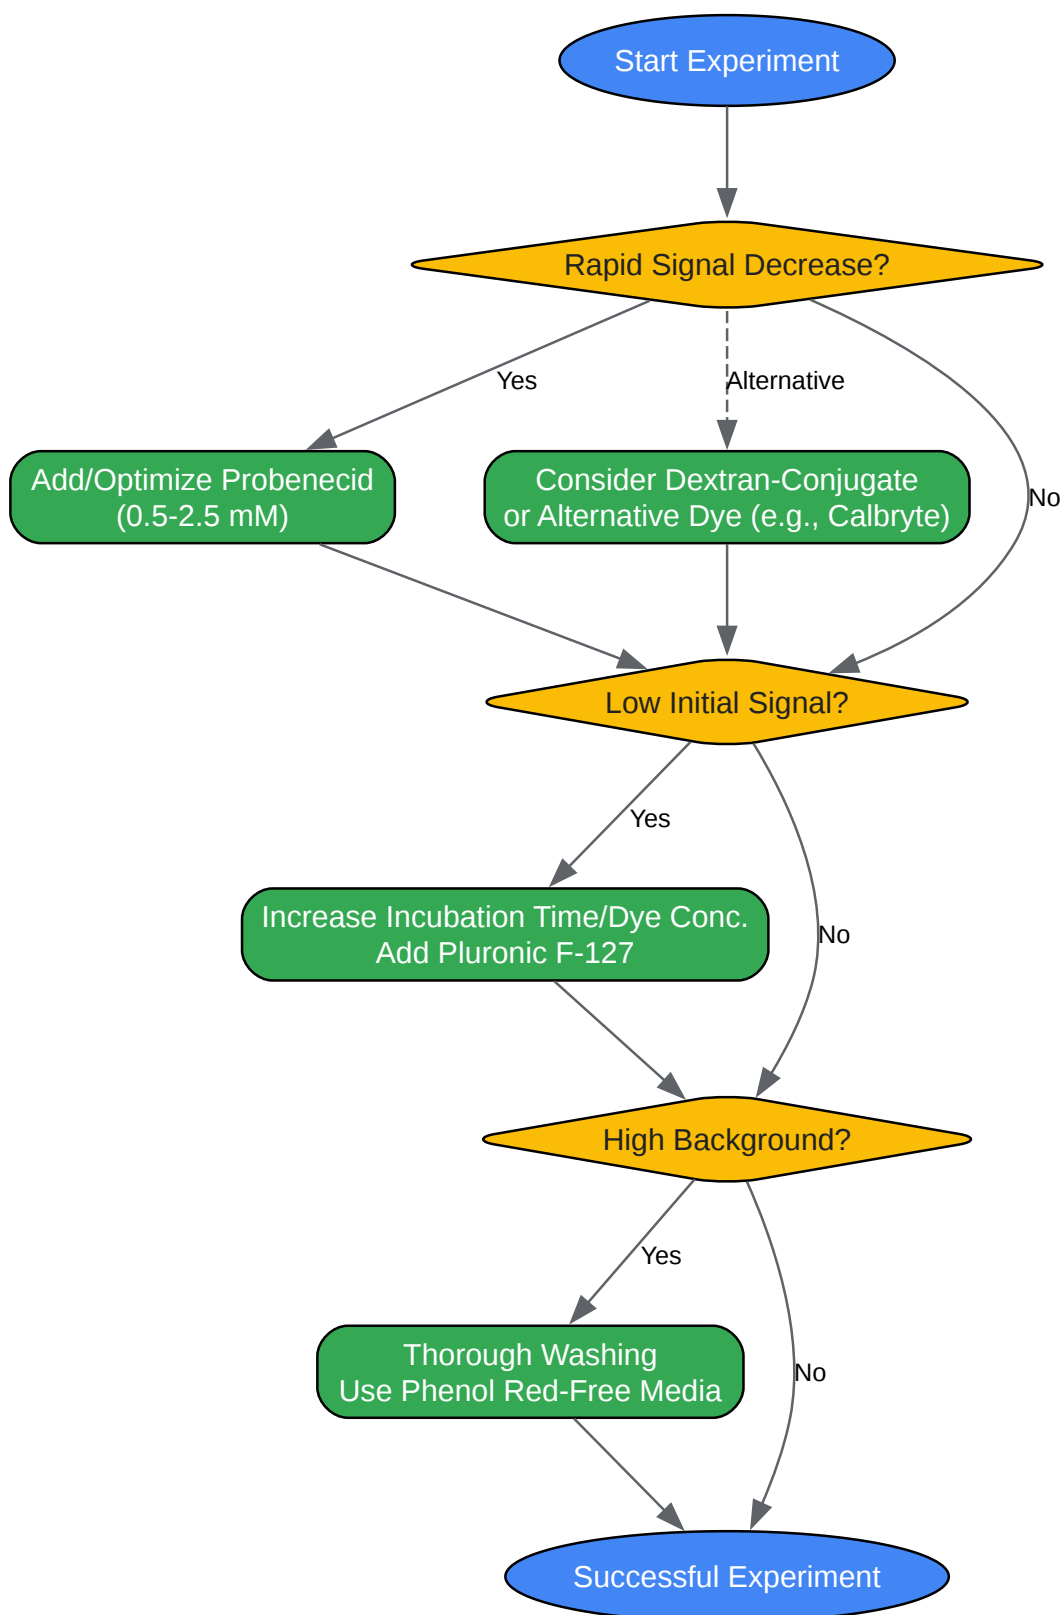 Start Experiment
Rapid Signal Decrease?
Yes
Alternative
Add/Optimize Probenecid
(0.5-2.5 mM)
Consider Dextran-Conjugate
or Alternative Dye (e.g., Calbryte)
No
Low Initial Signal?
Yes
Increase Incubation Time/Dye Conc.
Add Pluronic F-127
No
High Background?
Yes
Thorough Washing
Use Phenol Red-Free Media
No
Successful Experiment